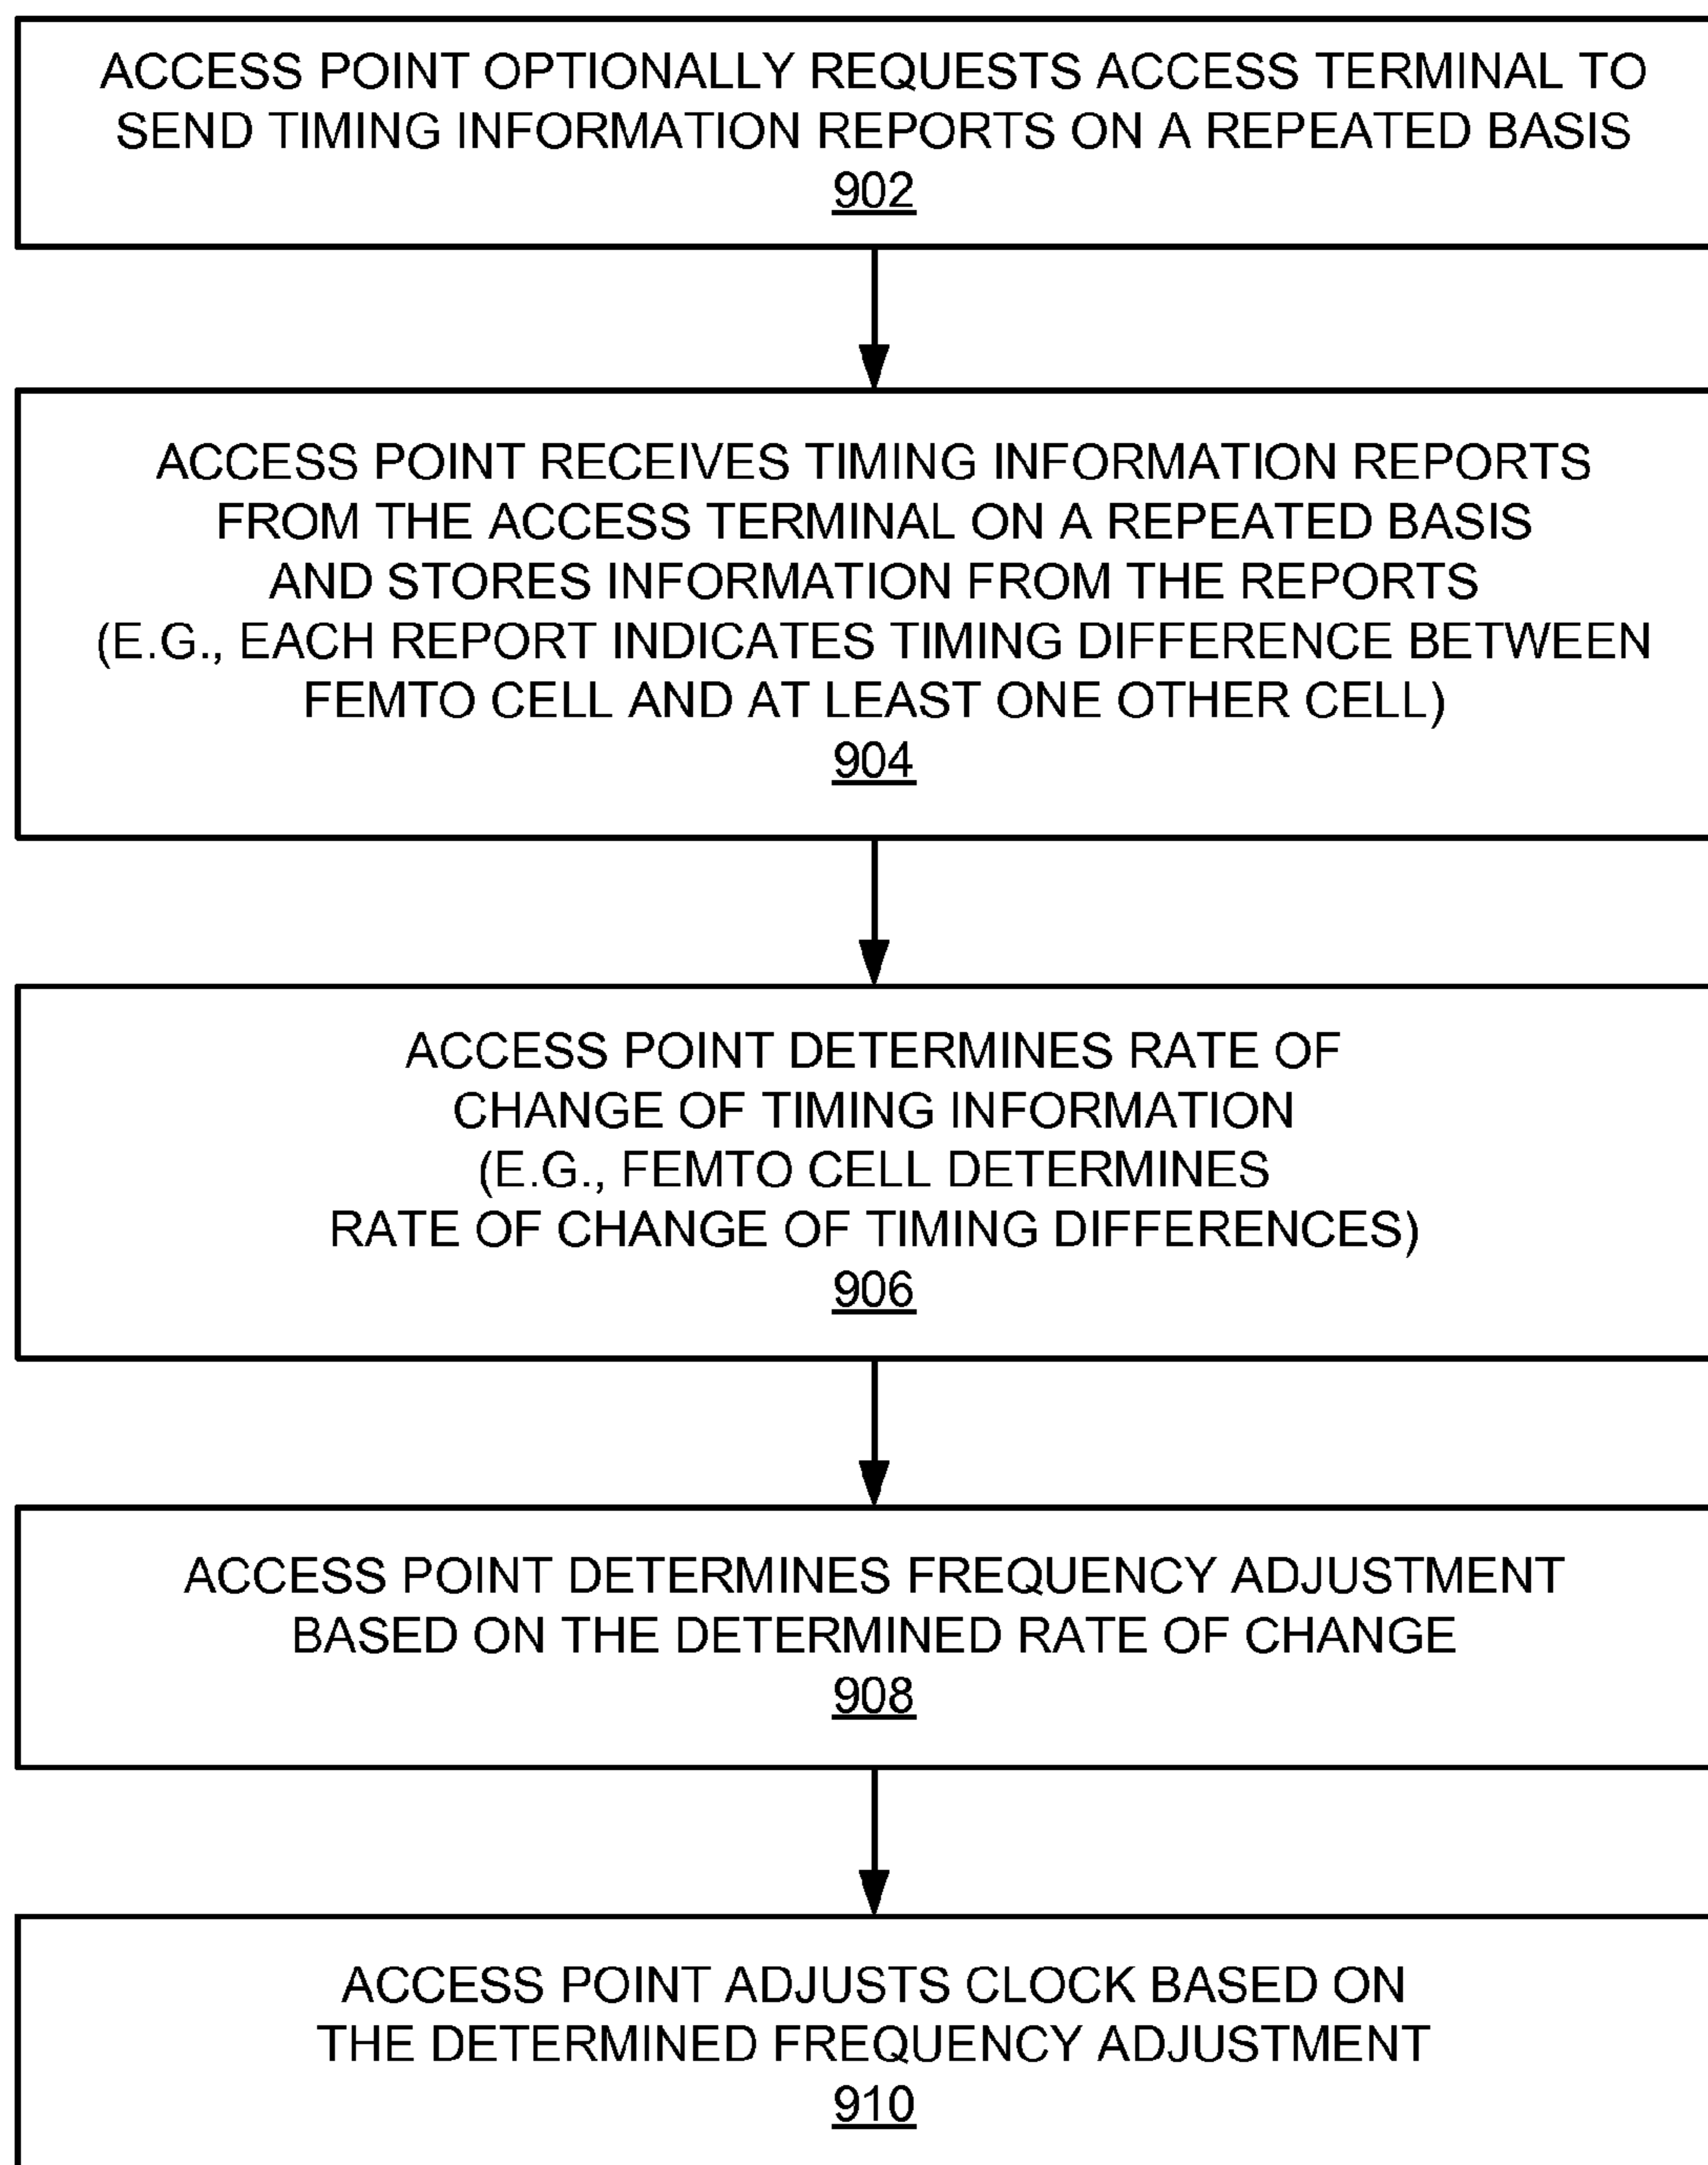 ACCESS POINT OPTIONALLY REQUESTS ACCESS TERMINAL TO
SEND TIMING INFORMATION REPORTS ON A REPEATED BASIS
902
ACCESS POINT RECEIVES TIMING INFORMATION REPORTS
FROM THE ACCESS TERMINAL ON A REPEATED BASIS
AND STORES INFORMATION FROM THE REPORTS
(E.G., EACH REPORT INDICATES TIMING DIFFERENCE BETWEEN
FEMTO CELL AND AT LEAST ONE OTHER CELL)
904
ACCESS POINT DETERMINES RATE OF
CHANGE OF TIMING INFORMATION
(E.G., FEMTO CELL DETERMINES
RATE OF CHANGE OF TIMING DIFFERENCES)
906
ACCESS POINT DETERMINES FREQUENCY ADJUSTMENT
BASED ON THE DETERMINED RATE OF CHANGE
908
ACCESS POINT ADJUSTS CLOCK BASED ON
THE DETERMINED FREQUENCY ADJUSTMENT
910